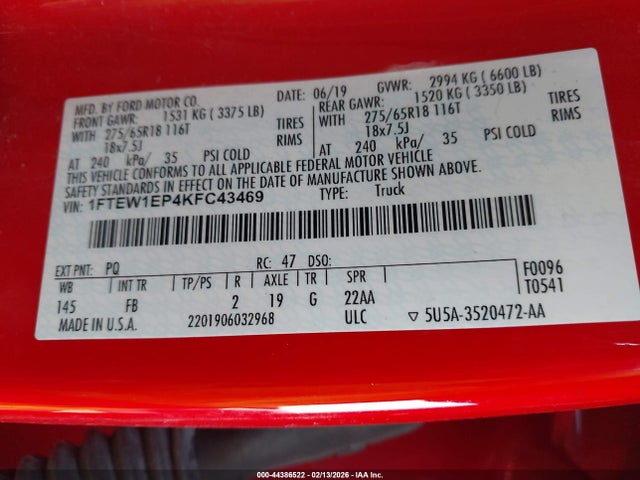 MFD. BY FORD MOTOR CO.
DATE: 06/19 GVWR: 2994 KG ( 6600 LB)
FRONT GAWR: 1531 KG ( 3375 LB) REAR GAWR: 1520 KG ( 3350 LB)
WITH 275/65R18 116T TIRES WITH 275/65R18 116T TIRES
18x7.5J RIMS 18x7.5J RIMS
AT 240 kPa/ 35 PSI COLD AT 240 kPa/ 35 PSI COLD
THIS VEHICLE CONFORMS TO ALL APPLICABLE FEDERAL MOTOR VEHICLE
SAFETY STANDARDS IN EFFECT ON THE DATE OF MANUFACTURE SHOWN ABOVE.
VIN: 1FTEW1EP4KFC43469 TYPE: Truck
EXT PNT: PQ RC: 47 DSO: F0096
WB INT TR TP/PS R AXLE TR SPR T0541
145 FB 2 19 G 22AA
MADE IN U.S.A. 2201906032968 ULC ▽ 5U5A-3520472-AA
000-44386522 - 02/13/2026 - IAAI Copart